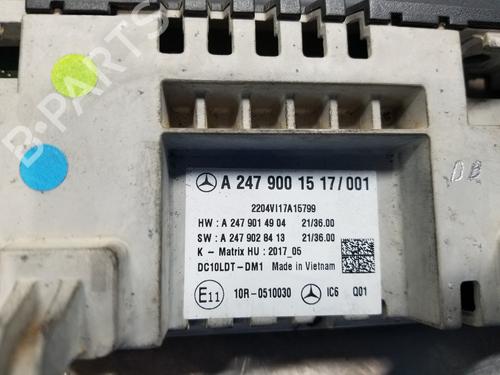 B-PARTS
A 247 900 15 17/001
2204VI17A15799
HW : A 247 901 49 04 21/36.00
SW : A 247 902 84 13 21/36.00
K - Matrix HU : 2017_05
DC10LDT-DM1 Made in Vietnam
E11 10R-0510030 IC6 Q01
DB